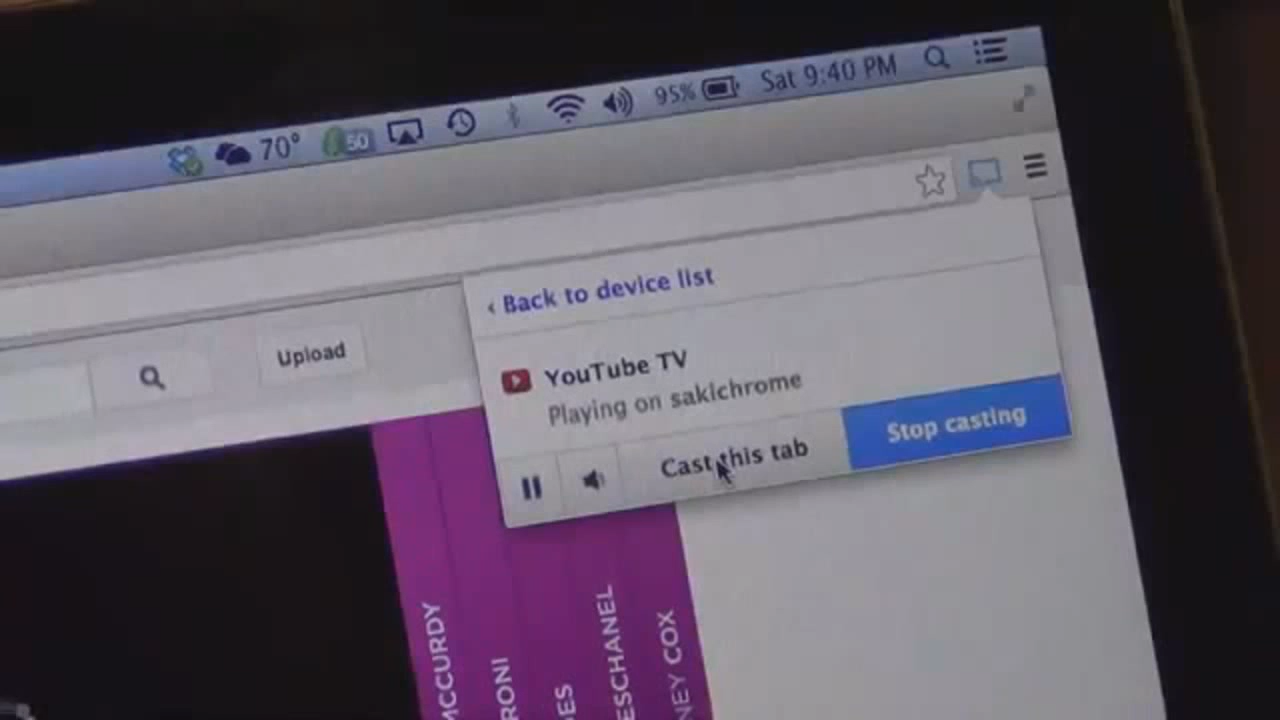 70° 50 95% Sat 9:40 PM
‹ Back to device list
Upload
YouTube TV
Playing on sakichrome
Cast this tab
Stop casting
MCCURDY
RONI
DES
ESCHANEL
NEY COX